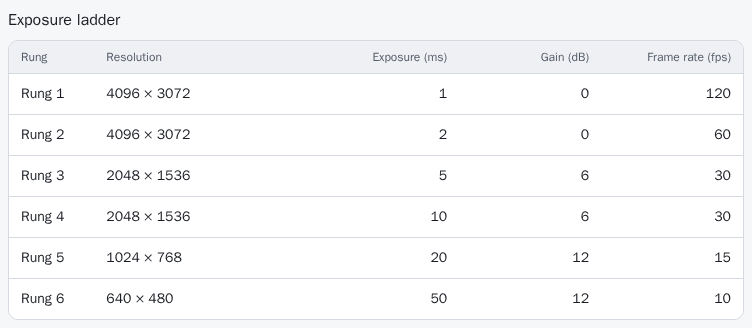 Exposure ladder
Rung Resolution Exposure (ms) Gain (dB) Frame rate (fps)
Rung 1 4096 × 3072 1 0 120
Rung 2 4096 × 3072 2 0 60
Rung 3 2048 × 1536 5 6 30
Rung 4 2048 × 1536 10 6 30
Rung 5 1024 × 768 20 12 15
Rung 6 640 × 480 50 12 10